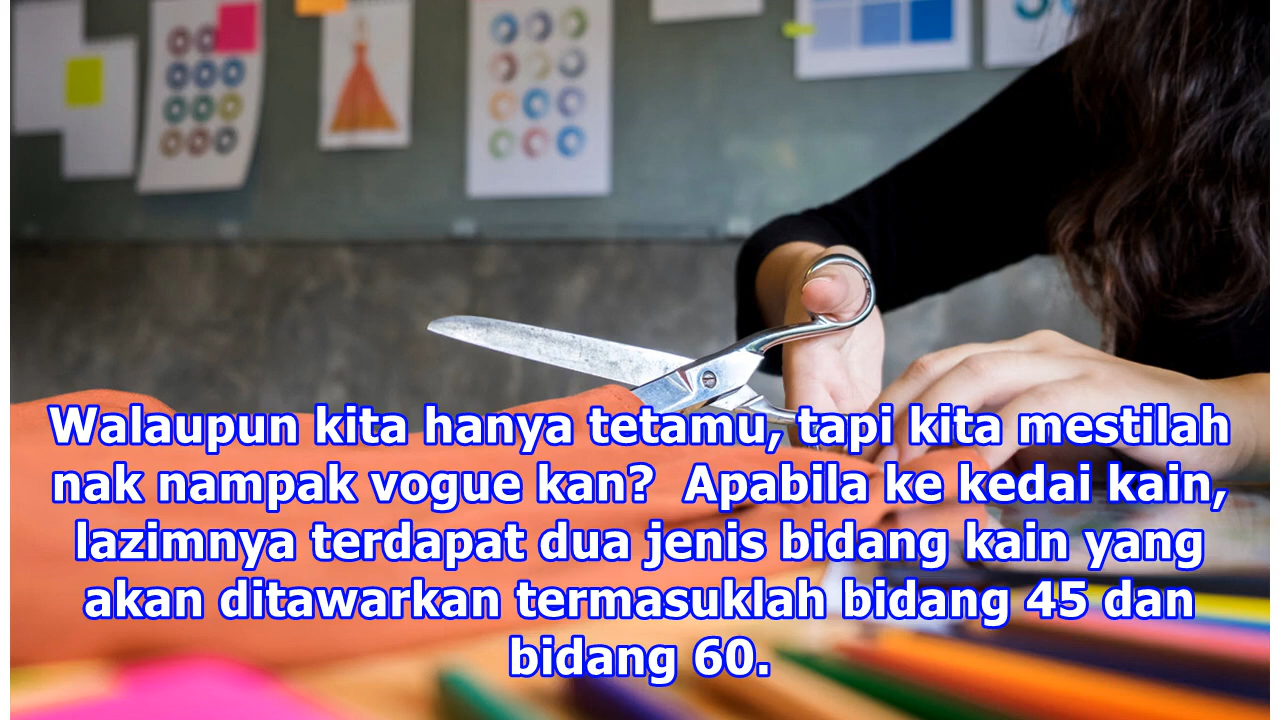 Walaupun kita hanya tetamu, tapi kita mestilah
nak nampak vogue kan?  Apabila ke kedai kain,
lazimnya terdapat dua jenis bidang kain yang
akan ditawarkan termasuklah bidang 45 dan
bidang 60.